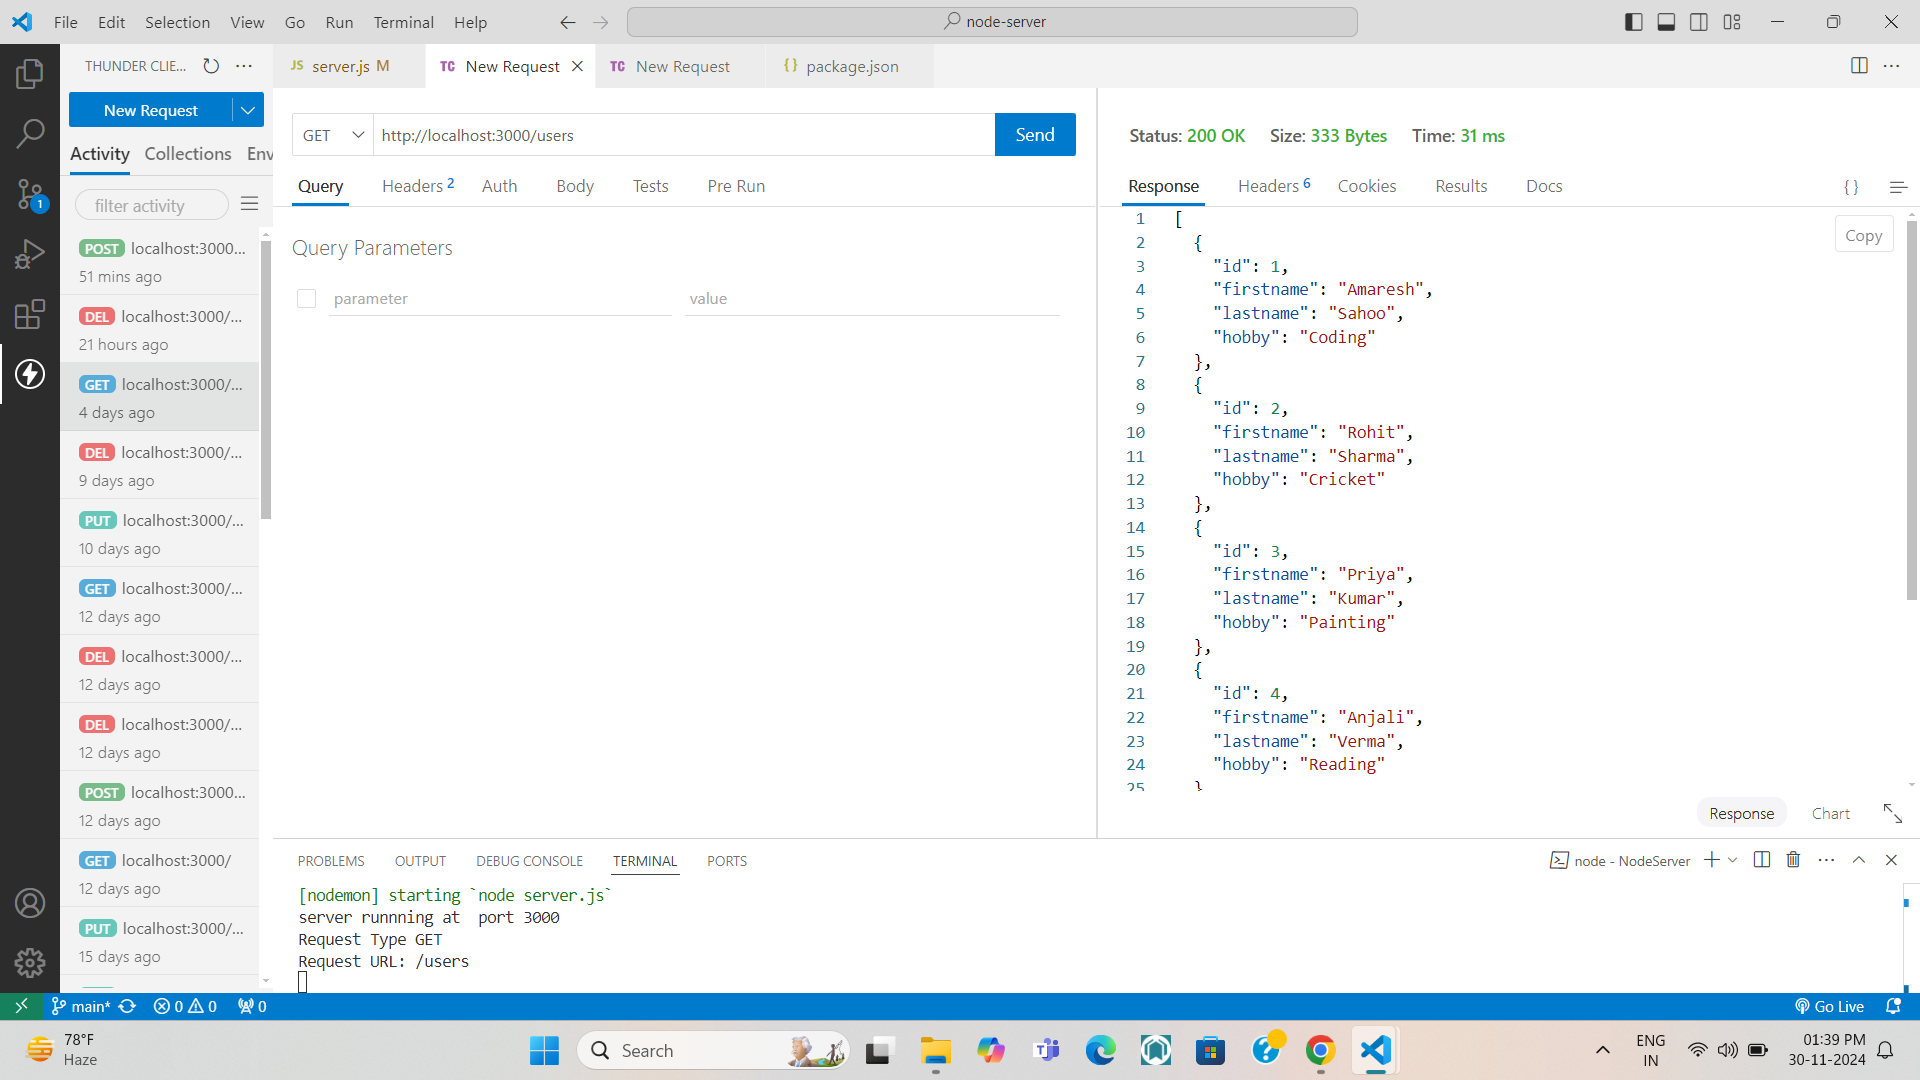 File Edit Selection View Go Run Terminal Help
node-server
THUNDER CLIE...
JS server.js M
TC New Request
TC New Request
{} package.json
New Request
Activity Collections Env
filter activity
POST localhost:3000...
51 mins ago
DEL localhost:3000/...
21 hours ago
GET localhost:3000/...
4 days ago
DEL localhost:3000/...
9 days ago
PUT localhost:3000/...
10 days ago
GET localhost:3000/...
12 days ago
DEL localhost:3000/...
12 days ago
DEL localhost:3000/...
12 days ago
POST localhost:3000...
12 days ago
GET localhost:3000/
12 days ago
PUT localhost:3000/...
15 days ago
1
GET http://localhost:3000/users Send
Query Headers 2 Auth Body Tests Pre Run
Query Parameters
parameter value
Status: 200 OK Size: 333 Bytes Time: 31 ms
Response Headers 6 Cookies Results Docs { }
Copy
1 [
2 {
3 "id": 1,
4 "firstname": "Amaresh",
5 "lastname": "Sahoo",
6 "hobby": "Coding"
7 },
8 {
9 "id": 2,
10 "firstname": "Rohit",
11 "lastname": "Sharma",
12 "hobby": "Cricket"
13 },
14 {
15 "id": 3,
16 "firstname": "Priya",
17 "lastname": "Kumar",
18 "hobby": "Painting"
19 },
20 {
21 "id": 4,
22 "firstname": "Anjali",
23 "lastname": "Verma",
24 "hobby": "Reading"
25 }
Response Chart
PROBLEMS OUTPUT DEBUG CONSOLE TERMINAL PORTS
node - NodeServer
[nodemon] starting `node server.js`
server runnning at  port 3000
Request Type GET
Request URL: /users
main* 0 0 0
Go Live
78°F
Haze
Search
ENG
IN
01:39 PM
30-11-2024